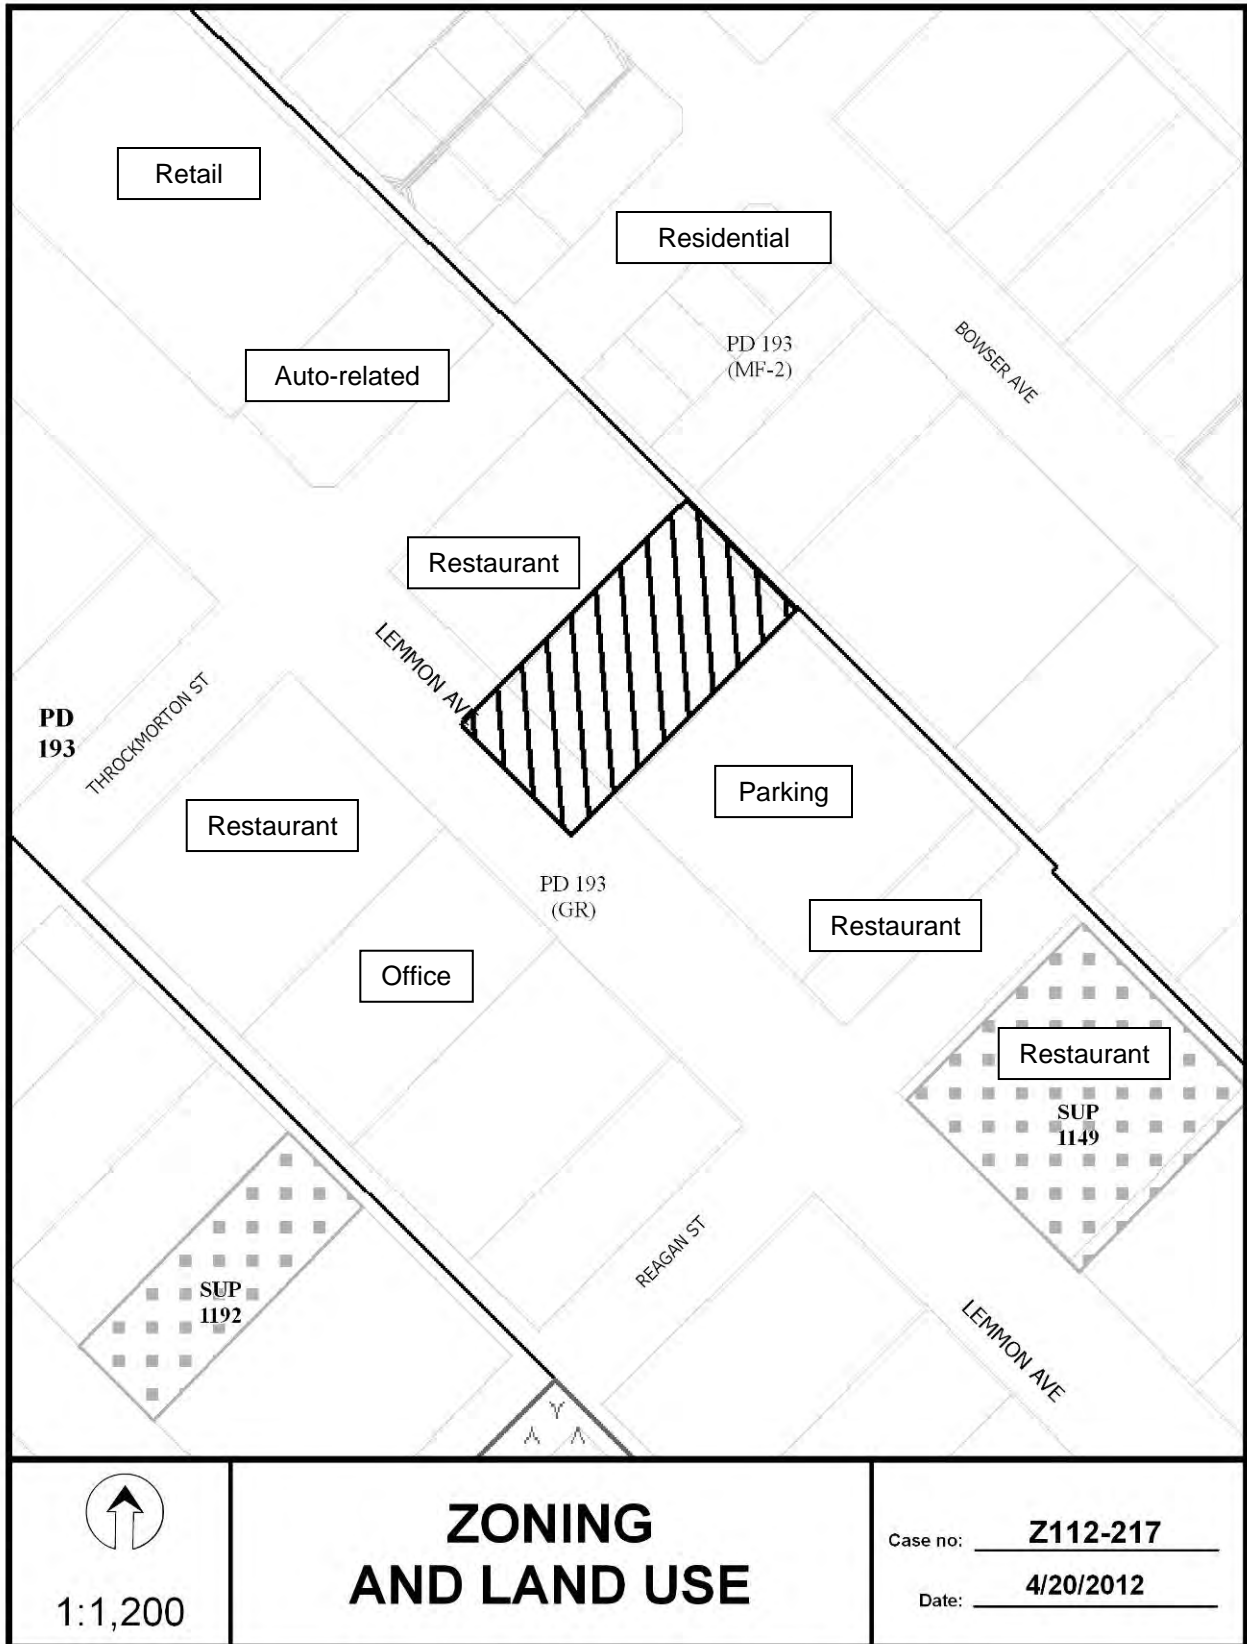 Retail
Residential
PD 193
(MF-2)
BOWSER AVE
Auto-related
Restaurant
LEMMON AVE
THROCKMORTON ST
PD
193
Parking
Restaurant
PD 193
(GR)
Restaurant
Office
Restaurant
SUP
1149
REAGAN ST
SUP
1192
LEMMON AVE
1:1,200
ZONING
AND LAND USE
Case no: Z112-217
Date: 4/20/2012